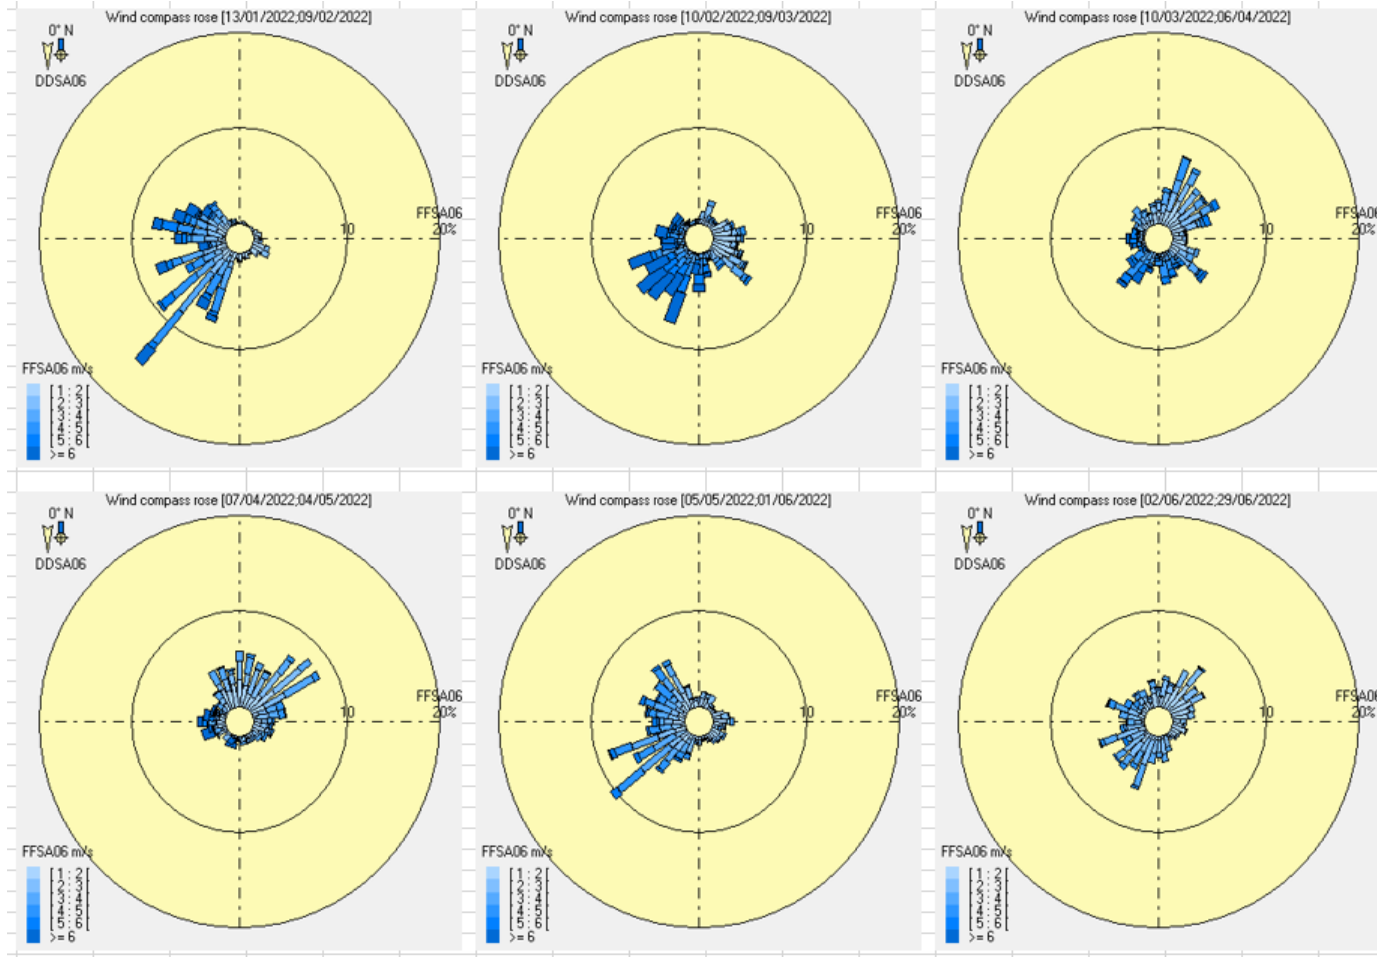 Wind compass rose [13/01/2022;09/02/2022]
0° N
DDSA06
FFSA06
10
20%
FFSA06 m/s
[ 1 : 2 [
[ 2 : 3 [
[ 3 : 4 [
[ 4 : 5 [
[ 5 : 6 [
>= 6
Wind compass rose [10/02/2022;09/03/2022]
0° N
DDSA06
FFSA06
10
20%
FFSA06 m/s
[ 1 : 2 [
[ 2 : 3 [
[ 3 : 4 [
[ 4 : 5 [
[ 5 : 6 [
>= 6
Wind compass rose [10/03/2022;06/04/2022]
0° N
DDSA06
FFSA06
10
20%
FFSA06 m/s
[ 1 : 2 [
[ 2 : 3 [
[ 3 : 4 [
[ 4 : 5 [
[ 5 : 6 [
>= 6
Wind compass rose [07/04/2022;04/05/2022]
0° N
DDSA06
FFSA06
10
20%
FFSA06 m/s
[ 1 : 2 [
[ 2 : 3 [
[ 3 : 4 [
[ 4 : 5 [
[ 5 : 6 [
>= 6
Wind compass rose [05/05/2022;01/06/2022]
0° N
DDSA06
FFSA06
10
20%
FFSA06 m/s
[ 1 : 2 [
[ 2 : 3 [
[ 3 : 4 [
[ 4 : 5 [
[ 5 : 6 [
>= 6
Wind compass rose [02/06/2022;29/06/2022]
0° N
DDSA06
FFSA06
10
20%
FFSA06 m/s
[ 1 : 2 [
[ 2 : 3 [
[ 3 : 4 [
[ 4 : 5 [
[ 5 : 6 [
>= 6